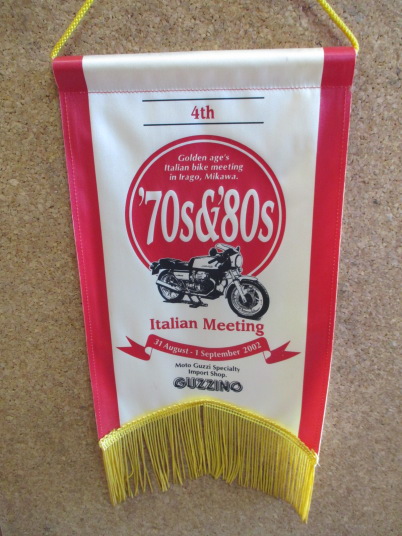 4th
Golden age's
Italian bike meeting
in Irago, Mikawa.
'70s&'80s
Italian Meeting
31 August - 1 September 2002
Moto Guzzi Specialty
Import Shop.
GUZZINO